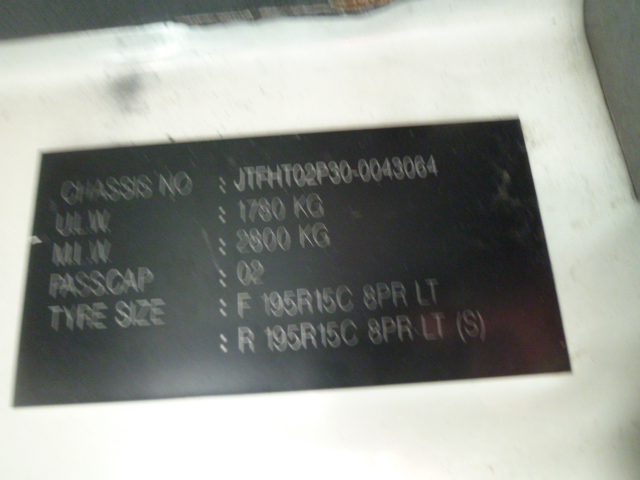 CHASSIS NO : JTFHT02P30-0043064
U.L.W. : 1780 KG
M.L.W. : 2800 KG
PASSCAP : 02
TYRE SIZE : F 195R15C 8PR LT
: R 195R15C 8PR LT (S)